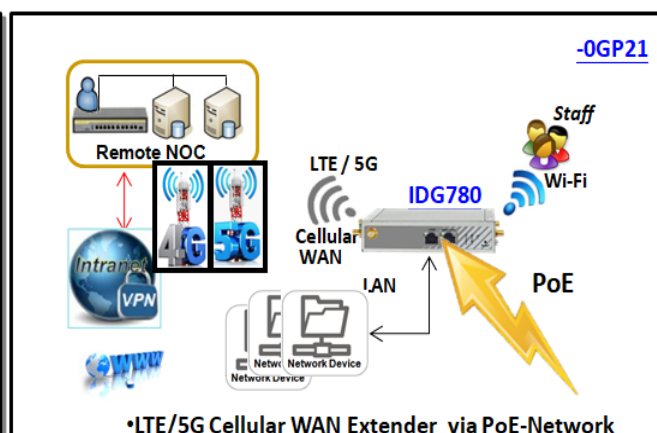 -0GP21
Remote NOC
4G
5G
LTE / 5G
Cellular
WAN
IDG780
Staff
Wi-Fi
Intranet
VPN
LAN
PoE
WWW
Network Device
Network Device
•LTE/5G Cellular WAN Extender via PoE-Network